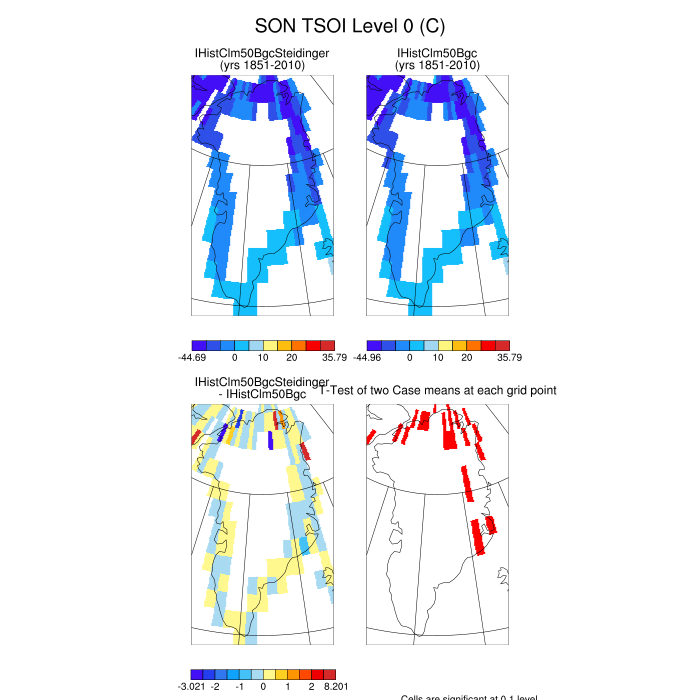 SON TSOI Level 0 (C)
IHistClm50BgcSteidinger
(yrs 1851-2010)
IHistClm50Bgc
(yrs 1851-2010)
-44.69 0 10 20 35.79
-44.96 0 10 20 35.79
IHistClm50BgcSteidinger
- IHistClm50Bgc
T-Test of two Case means at each grid point
-3.021 -2 -1 0 1 2 8.201
Cells are significant at 0.1 level